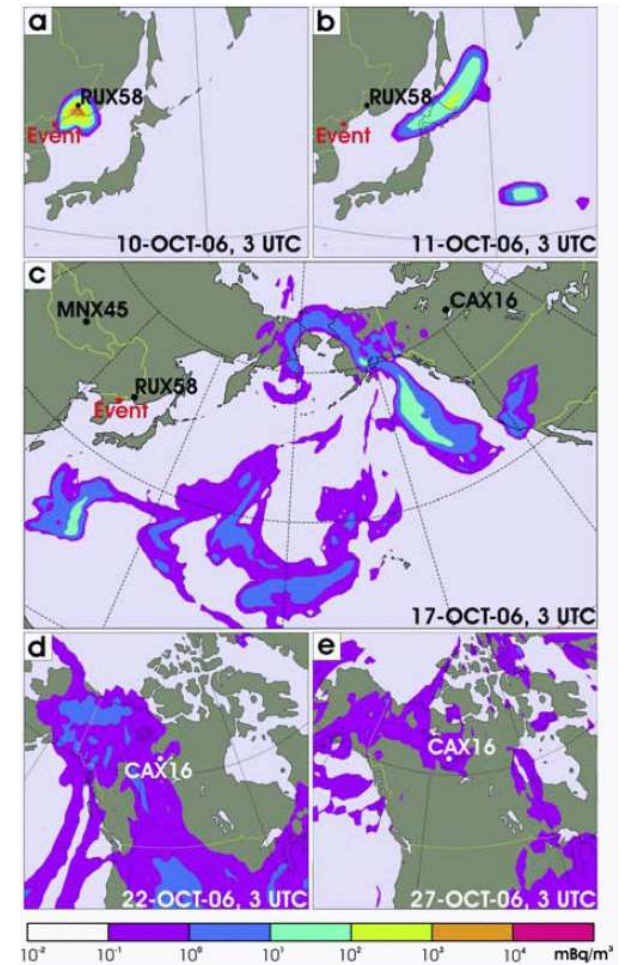 a
RUX58
Event
10-OCT-06, 3 UTC
b
RUX58
Event
11-OCT-06, 3 UTC
c
MNX45
CAX16
RUX58
Event
17-OCT-06, 3 UTC
d
CAX16
22-OCT-06, 3 UTC
e
CAX16
27-OCT-06, 3 UTC
10⁻² 10⁻¹ 10⁰ 10¹ 10² 10³ 10⁴ mBq/m³